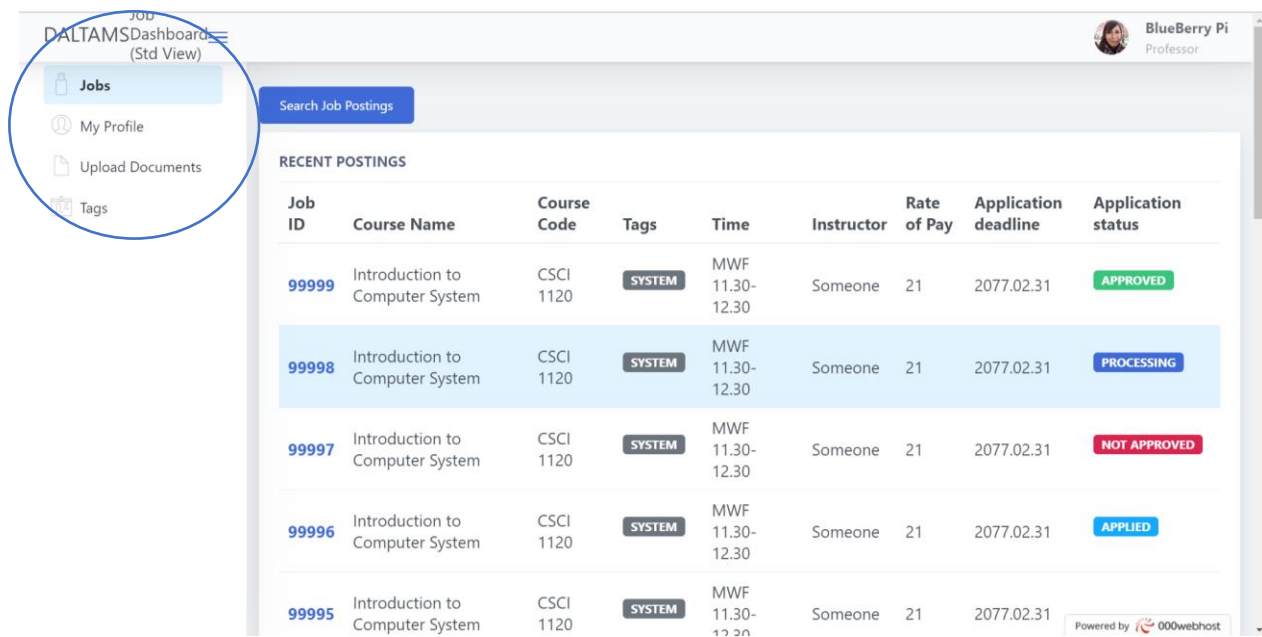 Job
DALTAMS Dashboard
(Std View)
BlueBerry Pi
Professor
Jobs
My Profile
Upload Documents
Tags
Search Job Postings
RECENT POSTINGS
Job ID Course Name Course Code Tags Time Instructor Rate of Pay Application deadline Application status
99999 Introduction to Computer System CSCI 1120 SYSTEM MWF 11.30-12.30 Someone 21 2077.02.31 APPROVED
99998 Introduction to Computer System CSCI 1120 SYSTEM MWF 11.30-12.30 Someone 21 2077.02.31 PROCESSING
99997 Introduction to Computer System CSCI 1120 SYSTEM MWF 11.30-12.30 Someone 21 2077.02.31 NOT APPROVED
99996 Introduction to Computer System CSCI 1120 SYSTEM MWF 11.30-12.30 Someone 21 2077.02.31 APPLIED
99995 Introduction to Computer System CSCI 1120 SYSTEM MWF 11.30-12.30 Someone 21 2077.02.31
Powered by 000webhost